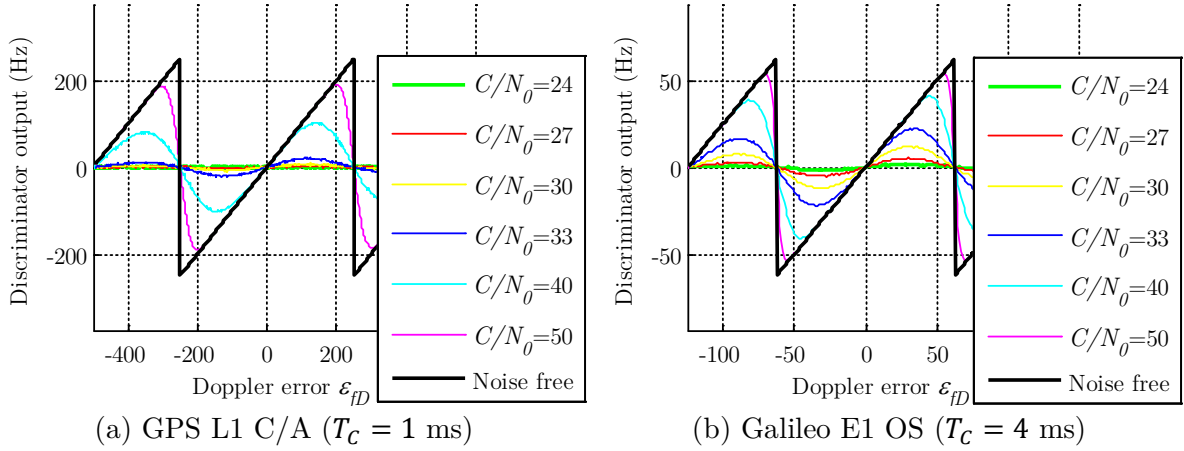 Discriminator output (Hz)
200
0
-200
-400
-200
0
200
Doppler error εfD
C/N0=24
C/N0=27
C/N0=30
C/N0=33
C/N0=40
C/N0=50
Noise free
(a) GPS L1 C/A (TC = 1 ms)
Discriminator output (Hz)
50
0
-50
-100
-50
0
50
Doppler error εfD
C/N0=24
C/N0=27
C/N0=30
C/N0=33
C/N0=40
C/N0=50
Noise free
(b) Galileo E1 OS (TC = 4 ms)